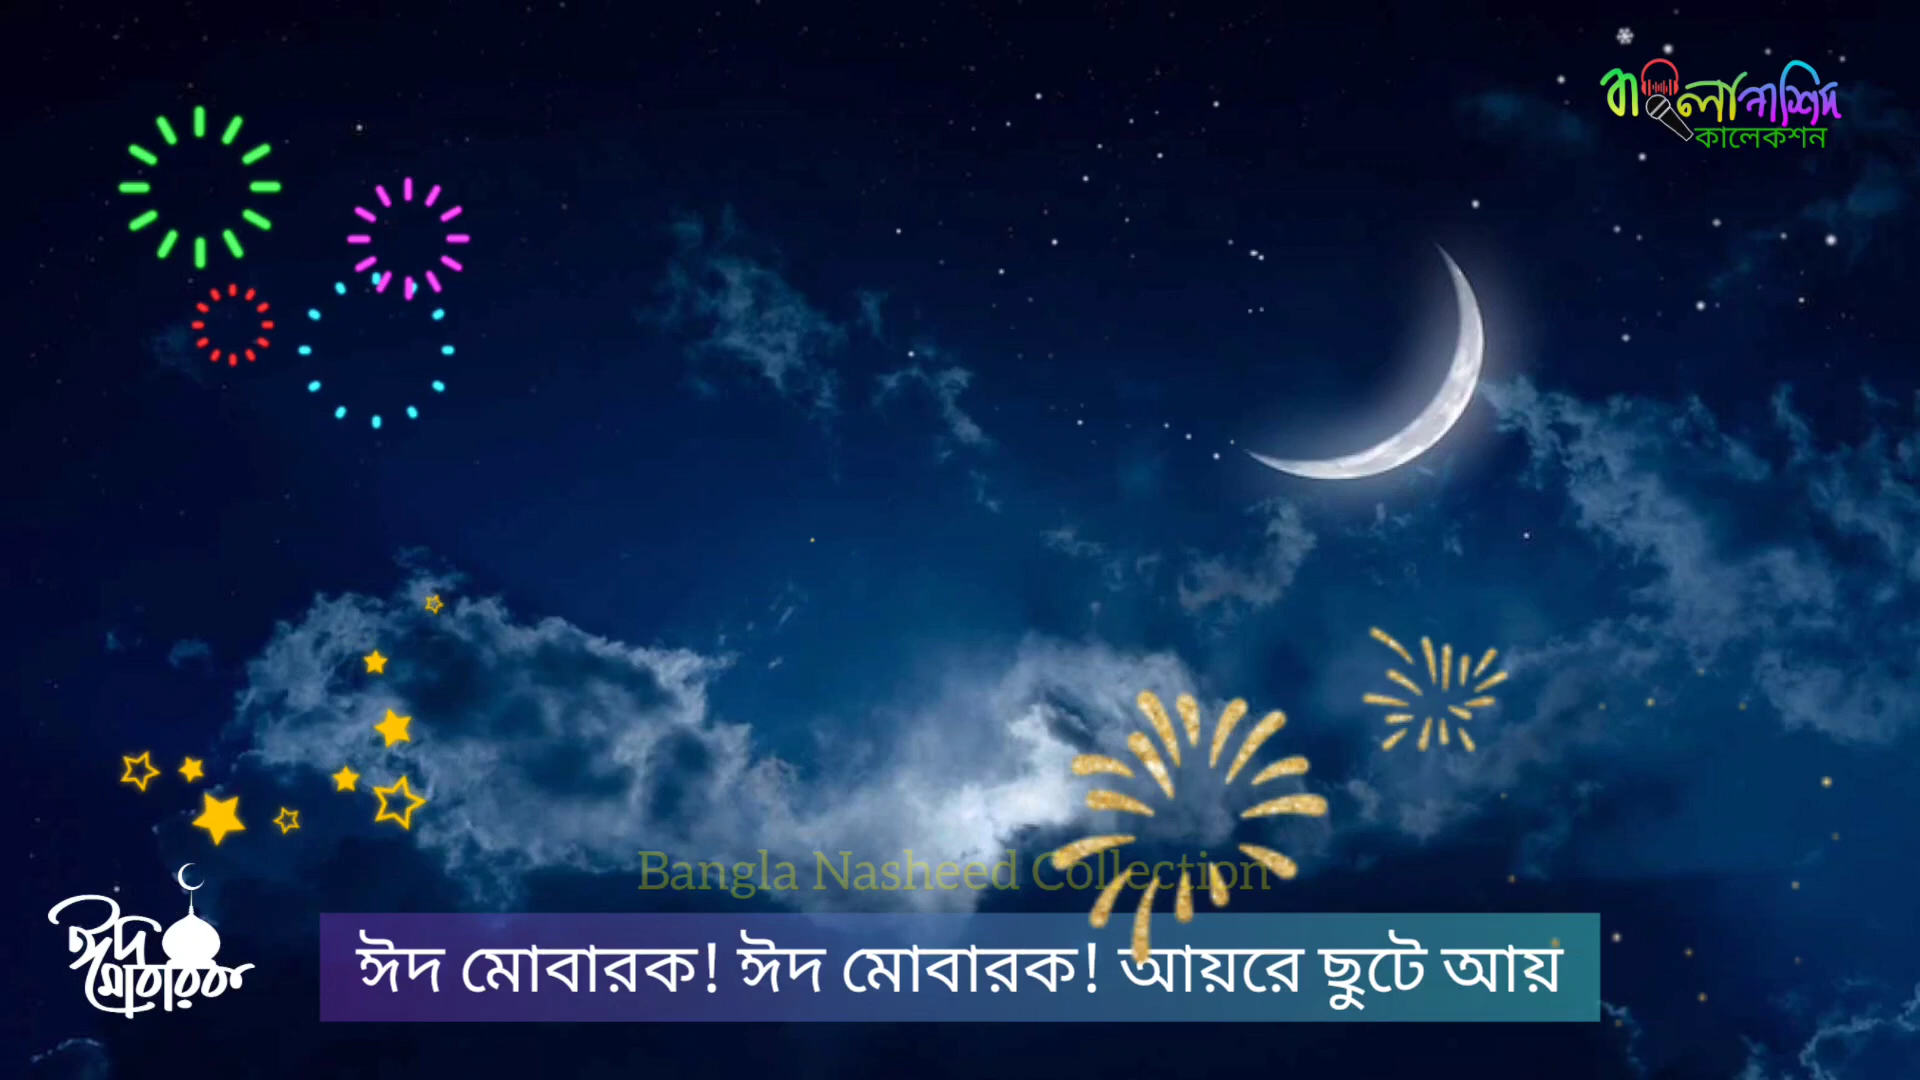 বাংলা নাশিদ
কালেকশন
Bangla Nasheed Collection
ঈদ মোবারক
ঈদ মোবারক! ঈদ মোবারক! আয়রে ছুটে আয়